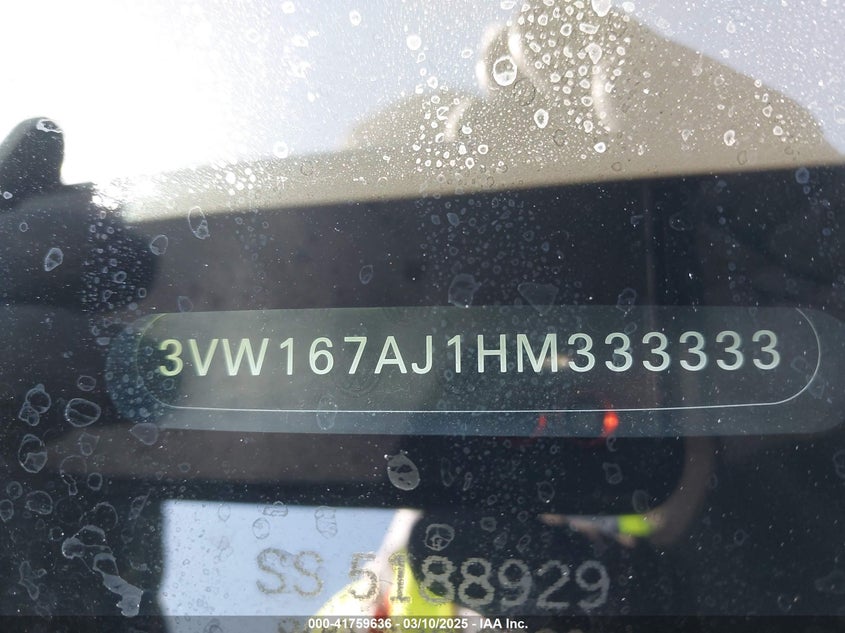 3VW167AJ1HM333333
SS 5188929
000-41759636 - 03/10/2025 - IAA Inc.